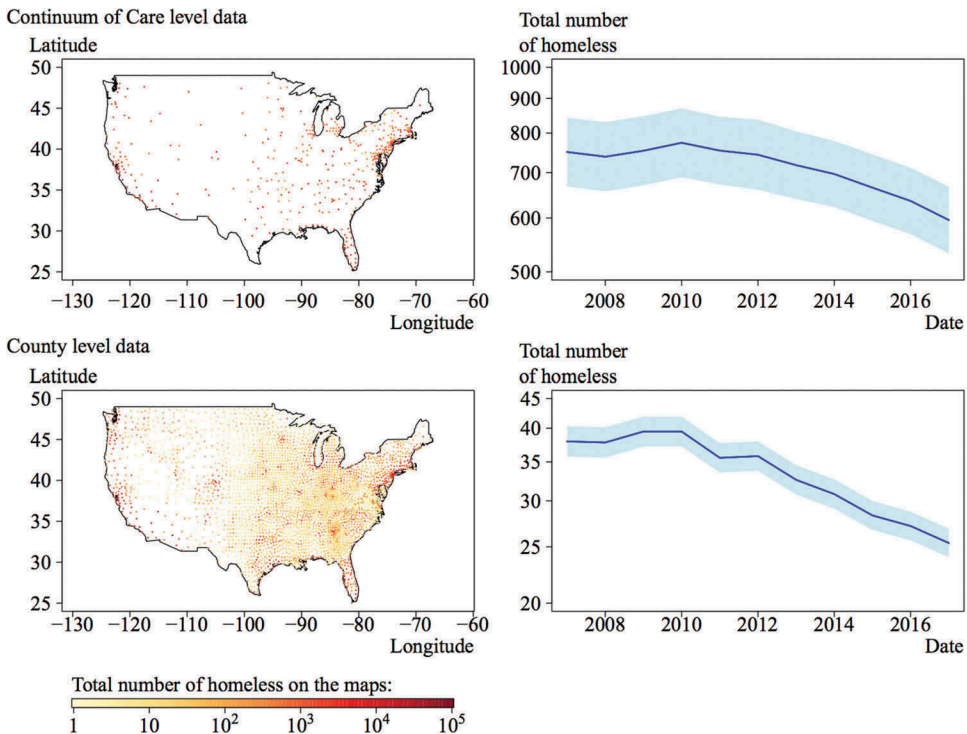 Continuum of Care level data
Latitude
50
45
40
35
30
25
−130 −120 −110 −100 −90 −80 −70 −60
Longitude
Total number
of homeless
1000
900
800
700
600
500
2008 2010 2012 2014 2016
Date
County level data
Latitude
50
45
40
35
30
25
−130 −120 −110 −100 −90 −80 −70 −60
Longitude
Total number
of homeless
45
40
35
30
25
20
2008 2010 2012 2014 2016
Date
Total number of homeless on the maps:
1 10 10² 10³ 10⁴ 10⁵